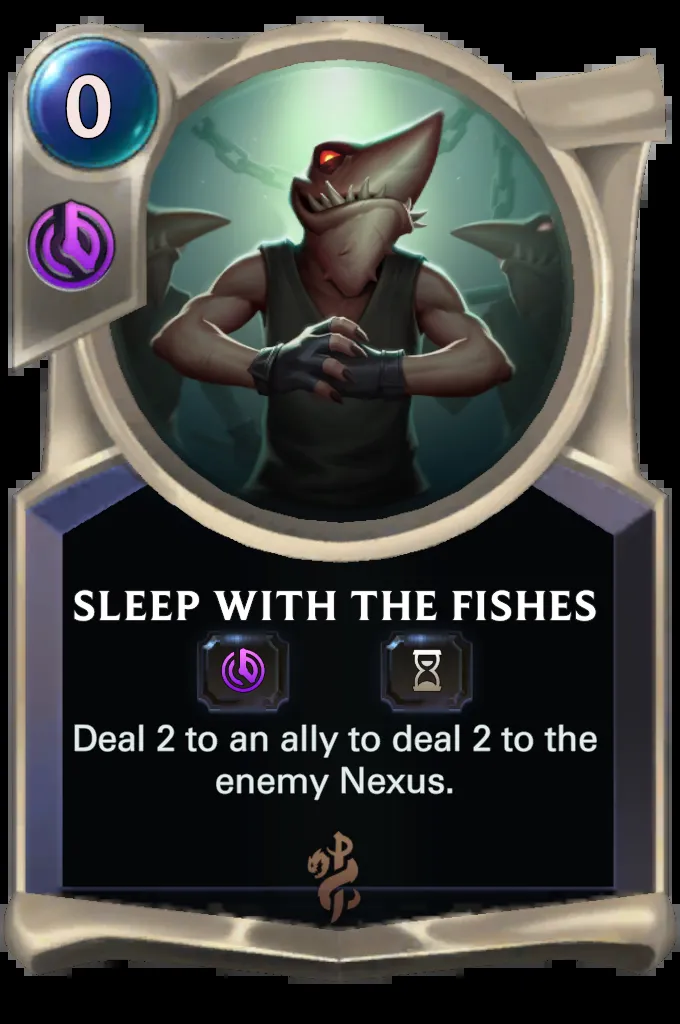 0
SLEEP WITH THE FISHES
Deal 2 to an ally to deal 2 to the
enemy Nexus.